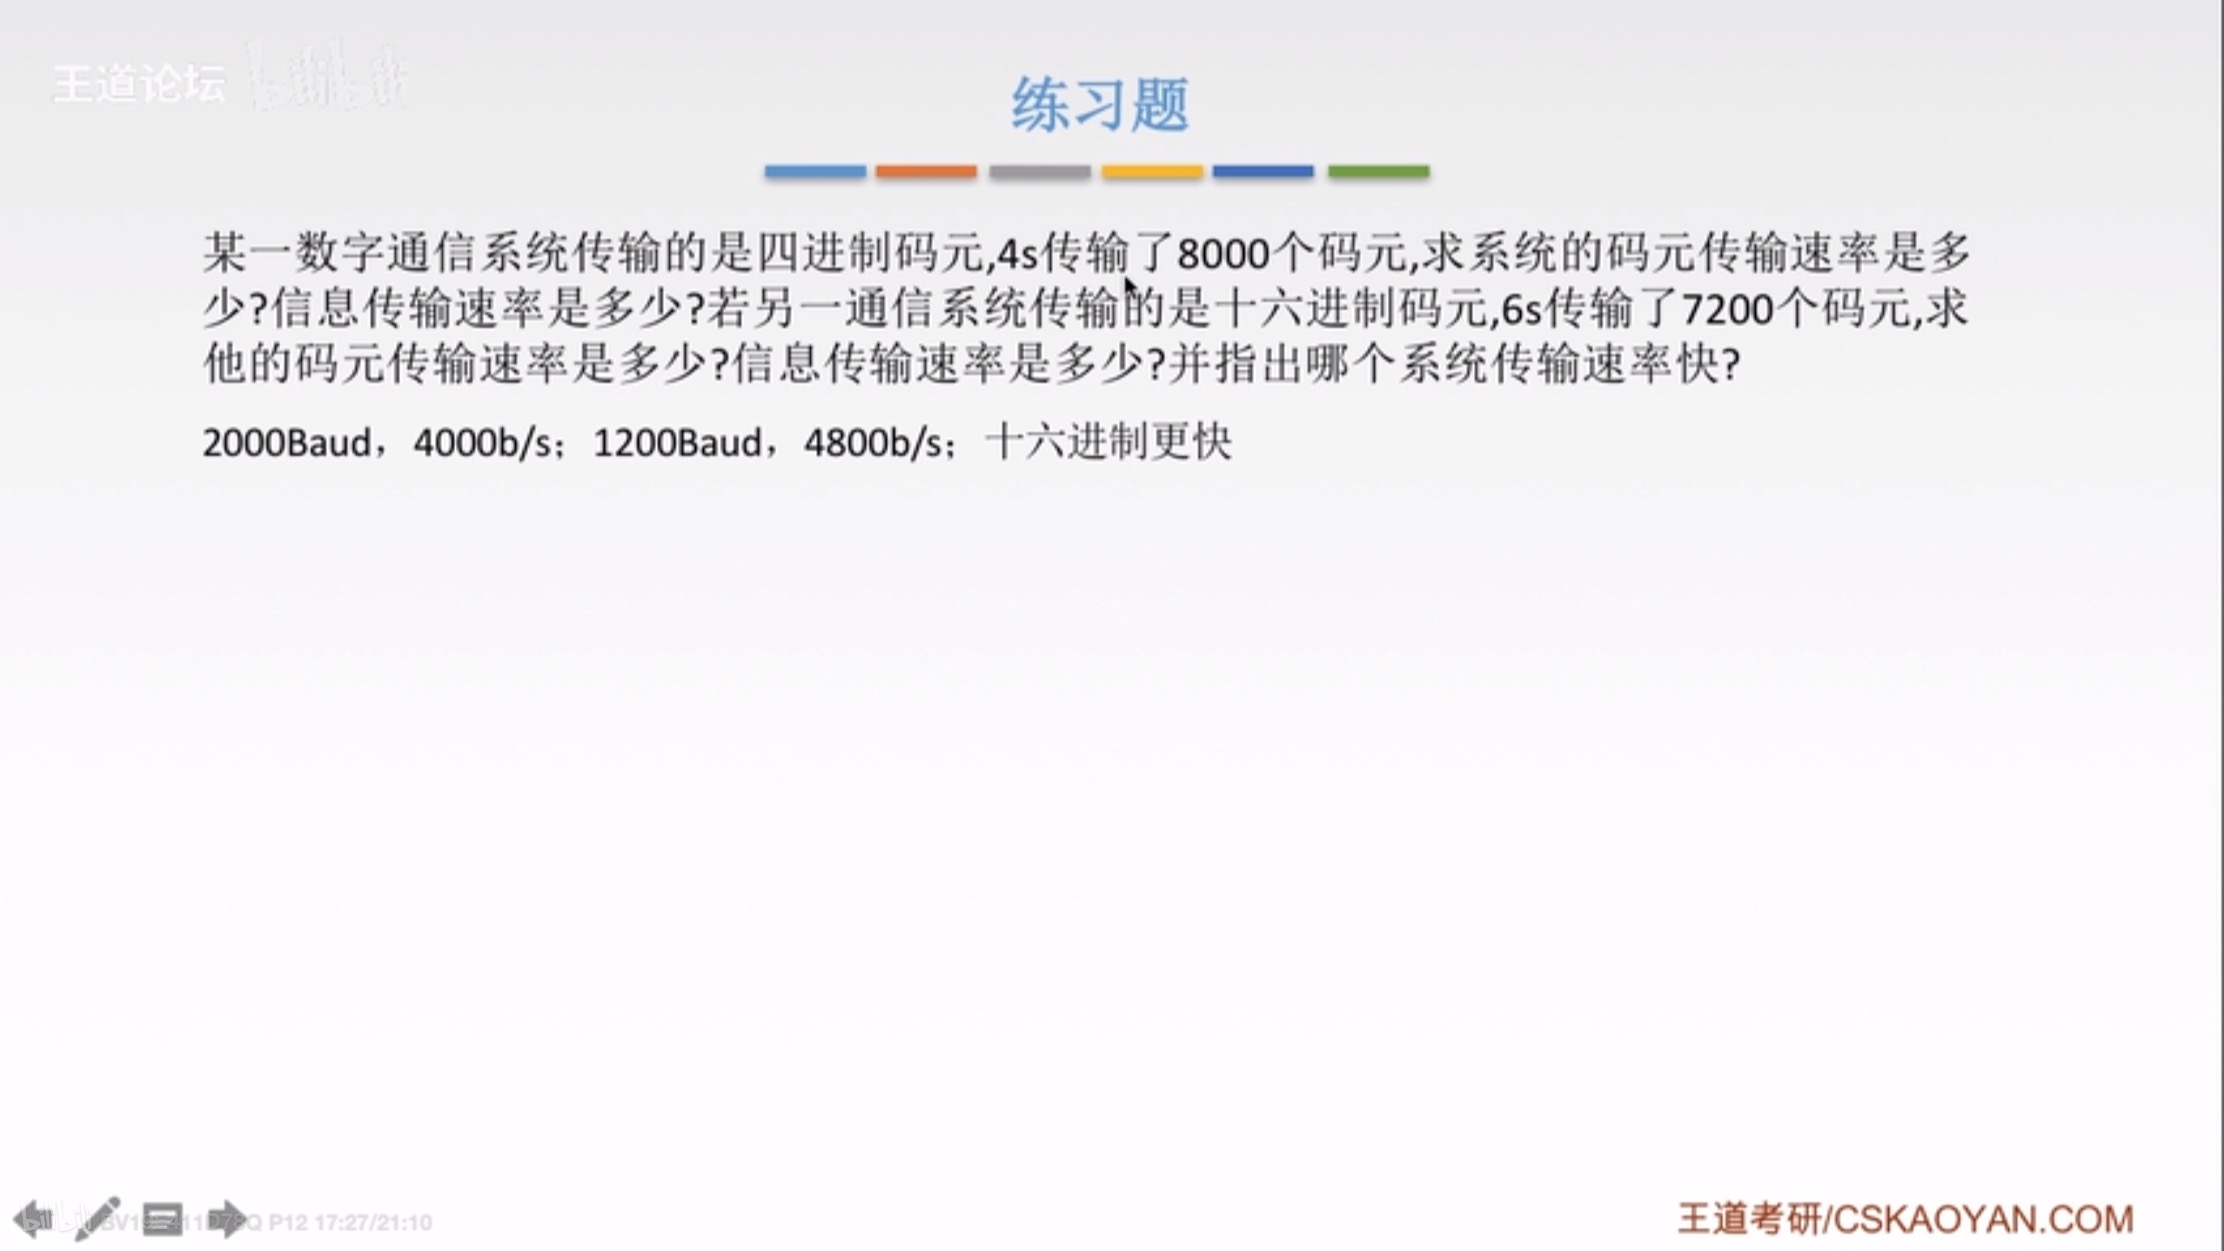 王道论坛 bilibili
练习题
某一数字通信系统传输的是四进制码元,4s传输了8000个码元,求系统的码元传输速率是多
少?信息传输速率是多少?若另一通信系统传输的是十六进制码元,6s传输了7200个码元,求
他的码元传输速率是多少?信息传输速率是多少?并指出哪个系统传输速率快?
2000Baud，4000b/s；1200Baud，4800b/s；十六进制更快
P12 17:27/21:10
王道考研/CSKAOYAN.COM